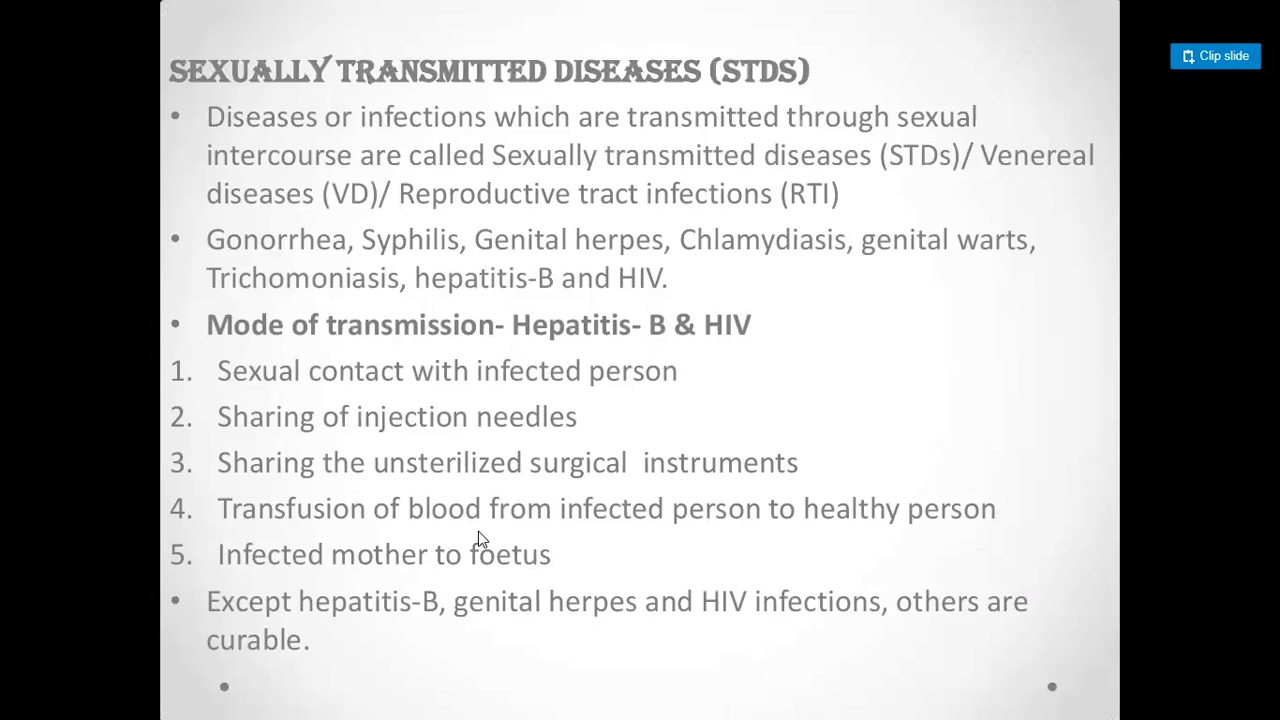 SEXUALLY TRANSMITTED DISEASES (STDS)
Clip slide
• Diseases or infections which are transmitted through sexual
intercourse are called Sexually transmitted diseases (STDs)/ Venereal
diseases (VD)/ Reproductive tract infections (RTI)
• Gonorrhea, Syphilis, Genital herpes, Chlamydiasis, genital warts,
Trichomoniasis, hepatitis-B and HIV.
• Mode of transmission- Hepatitis- B & HIV
1. Sexual contact with infected person
2. Sharing of injection needles
3. Sharing the unsterilized surgical  instruments
4. Transfusion of blood from infected person to healthy person
5. Infected mother to foetus
• Except hepatitis-B, genital herpes and HIV infections, others are
curable.